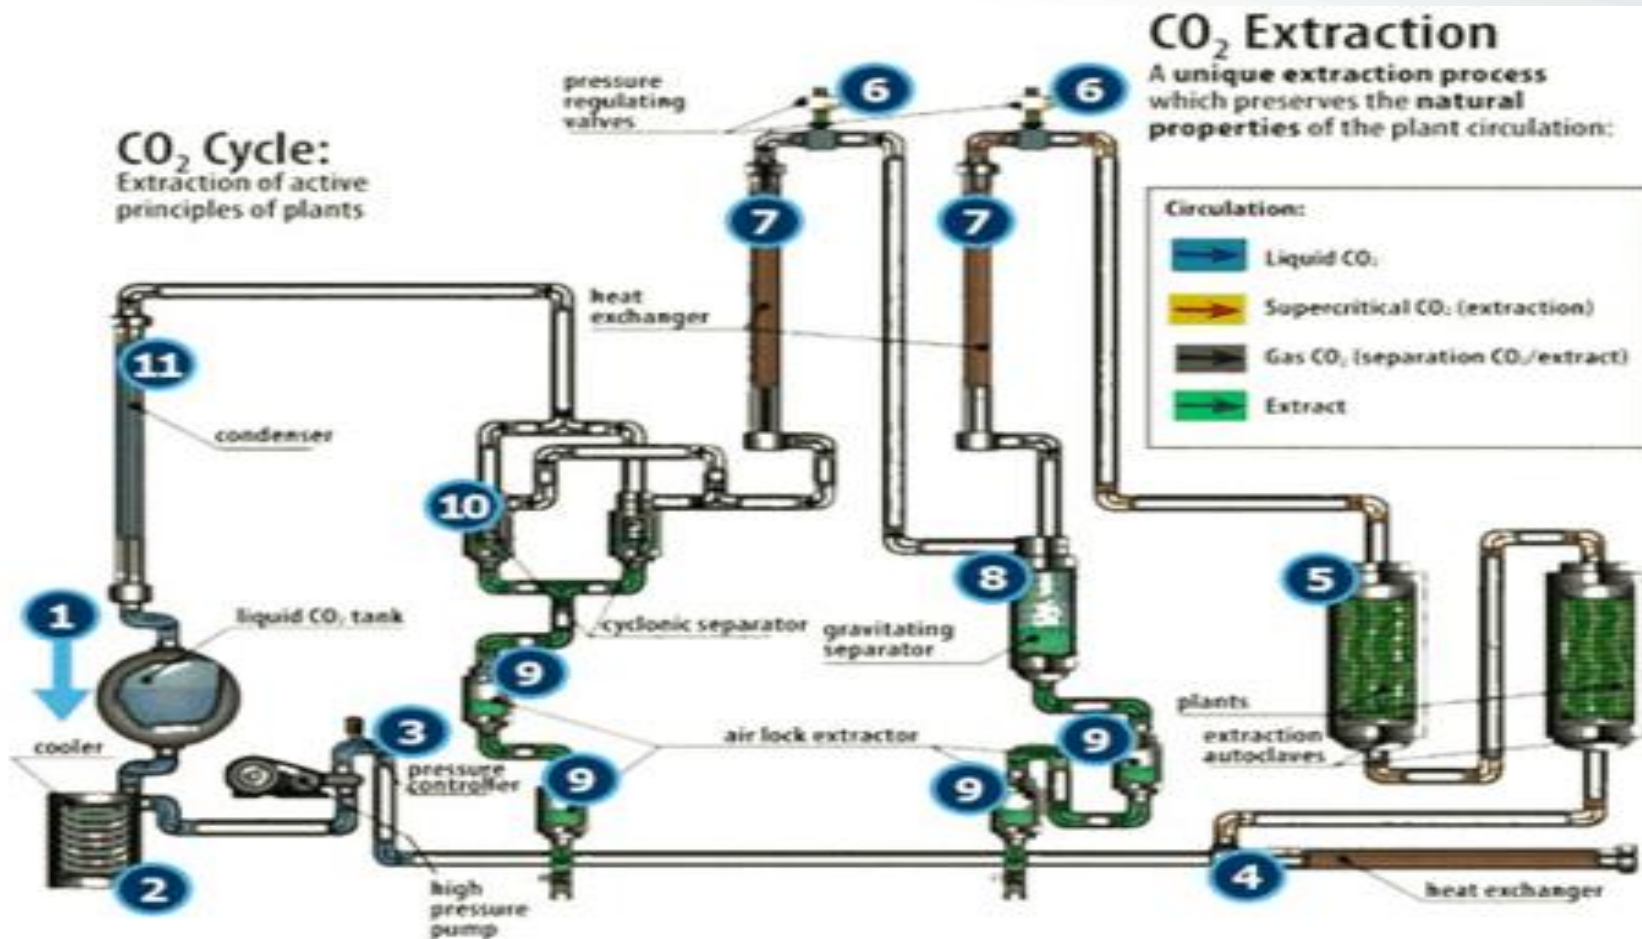 CO₂ Extraction
A unique extraction process
which preserves the natural
properties of the plant circulation:
CO₂ Cycle:
Extraction of active
principles of plants
pressure
regulating
valves
6
6
7
7
Circulation:
Liquid CO₂
Supercritical CO₂ (extraction)
Gas CO₂ (separation CO₂/extract)
Extract
heat
exchanger
11
condenser
10
8
5
1
liquid CO₂ tank
cyclonic separator
gravitating
separator
9
plants
cooler
3
pressure
controller
air lock extractor
9
extraction
autoclaves
9
9
2
high
pressure
pump
4
heat exchanger